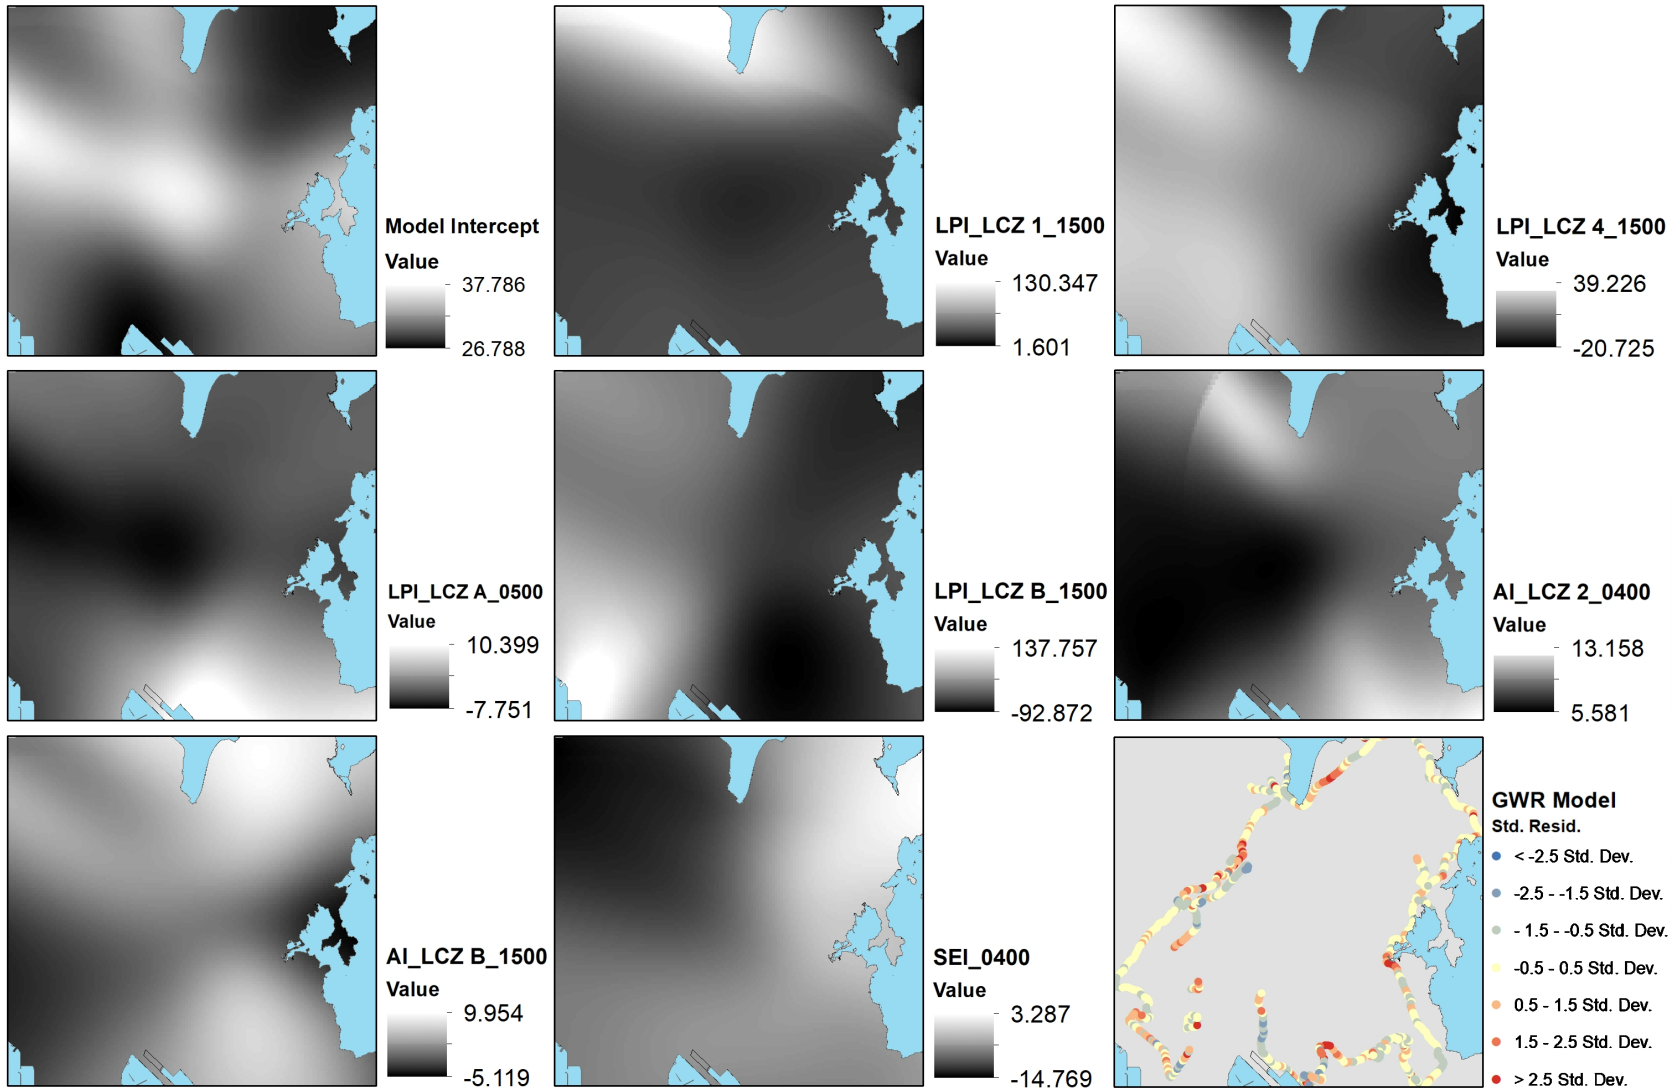 Model Intercept
Value
37.786
26.788
LPI_LCZ 1_1500
Value
130.347
1.601
LPI_LCZ 4_1500
Value
39.226
-20.725
LPI_LCZ A_0500
Value
10.399
-7.751
LPI_LCZ B_1500
Value
137.757
-92.872
AI_LCZ 2_0400
Value
13.158
5.581
AI_LCZ B_1500
Value
9.954
-5.119
SEI_0400
Value
3.287
-14.769
GWR Model
Std. Resid.
< -2.5 Std. Dev.
-2.5 - -1.5 Std. Dev.
- 1.5 - -0.5 Std. Dev.
-0.5 - 0.5 Std. Dev.
0.5 - 1.5 Std. Dev.
1.5 - 2.5 Std. Dev.
> 2.5 Std. Dev.